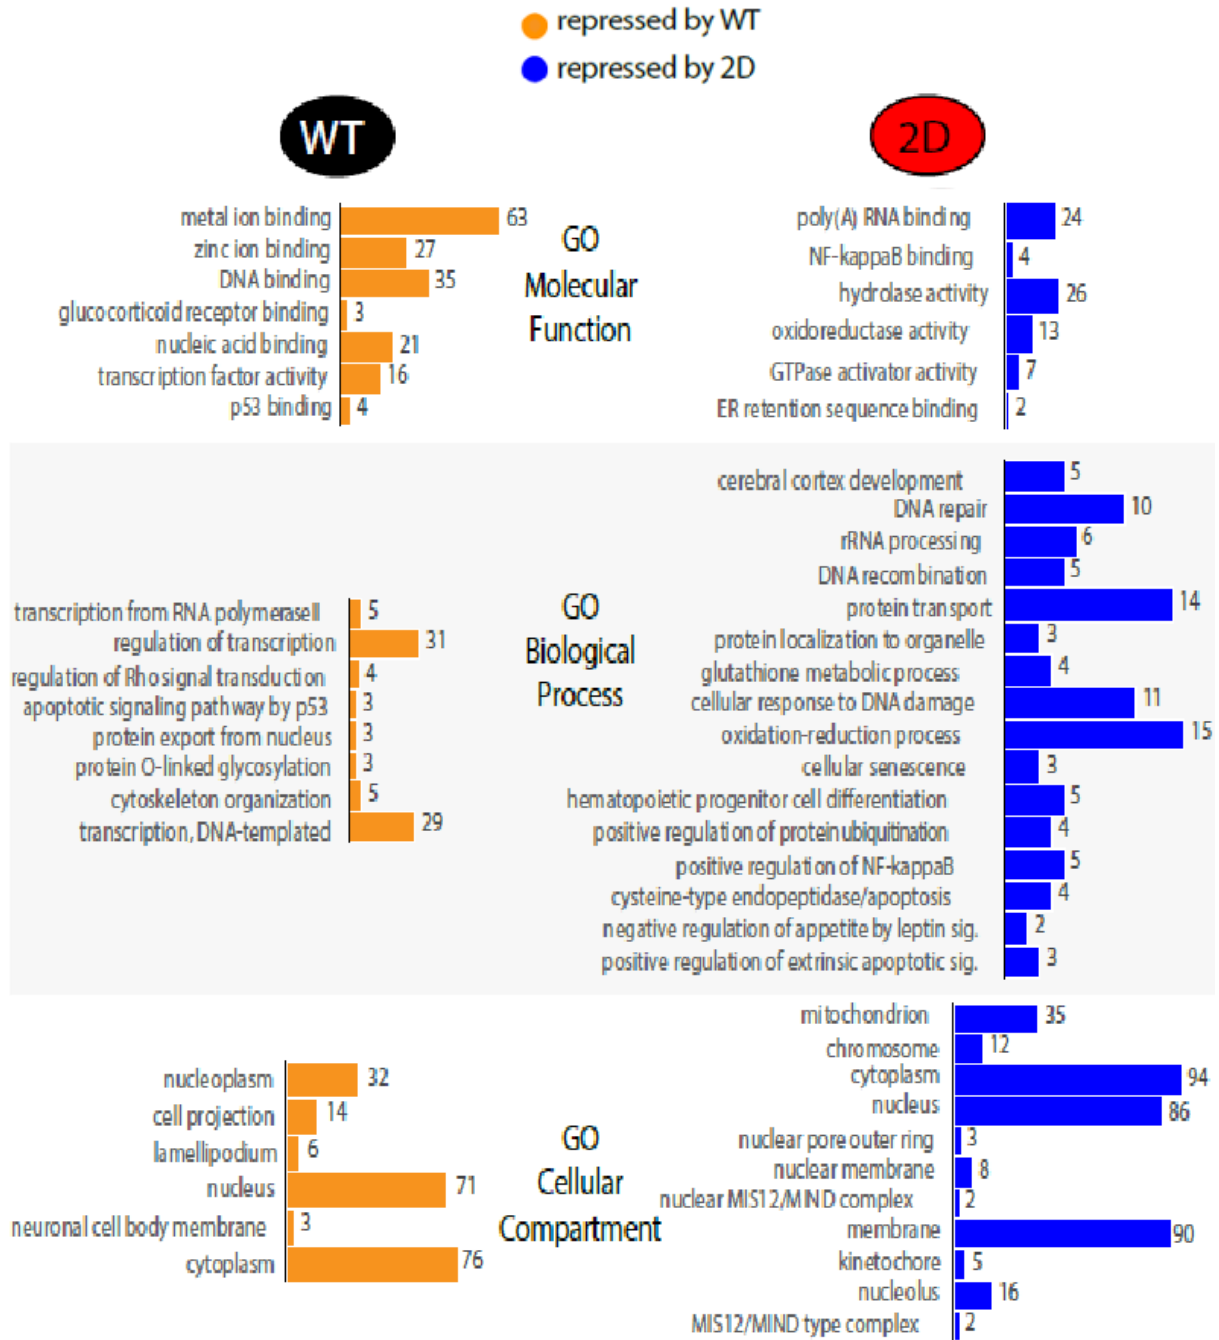 repressed by WT
repressed by 2D
WT
2D
metal ion binding 63
zinc ion binding 27
DNA binding 35
glucocorticoid receptor binding 3
nucleic acid binding 21
transcription factor activity 16
p53 binding 4
GO
Molecular
Function
poly(A) RNA binding 24
NF-kappaB binding 4
hydrolase activity 26
oxidoreductase activity 13
GTPase activator activity 7
ER retention sequence binding 2
transcription from RNA polymeraseII 5
regulation of transcription 31
regulation of Rho signal transduction 4
apoptotic signaling pathway by p53 3
protein export from nucleus 3
protein O-linked glycosylation 3
cytoskeleton organization 5
transcription, DNA-templated 29
GO
Biological
Process
cerebral cortex development 5
DNA repair 10
rRNA processing 6
DNA recombination 5
protein transport 14
protein localization to organelle 3
glutathione metabolic process 4
cellular response to DNA damage 11
oxidation-reduction process 15
cellular senescence 3
hematopoietic progenitor cell differentiation 5
positive regulation of protein ubiquitination 4
positive regulation of NF-kappaB 5
cysteine-type endopeptidase/apoptosis 4
negative regulation of appetite by leptin sig. 2
positive regulation of extrinsic apoptotic sig. 3
nucleoplasm 32
cell projection 14
lamellipodium 6
nucleus 71
neuronal cell body membrane 3
cytoplasm 76
GO
Cellular
Compartment
mitochondrion 35
chromosome 12
cytoplasm 94
nucleus 86
nuclear pore outer ring 3
nuclear membrane 8
nuclear MIS12/MIND complex 2
membrane 90
kinetochore 5
nucleolus 16
MIS12/MIND type complex 2